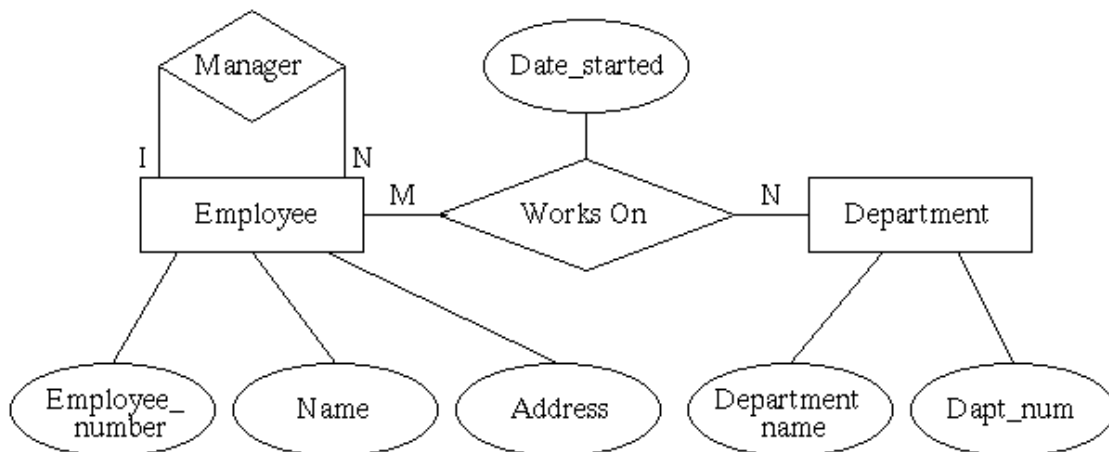 Manager
Date_started
I
N
Employee
M
Works On
N
Department
Employee_
number
Name
Address
Department
name
Dapt_num